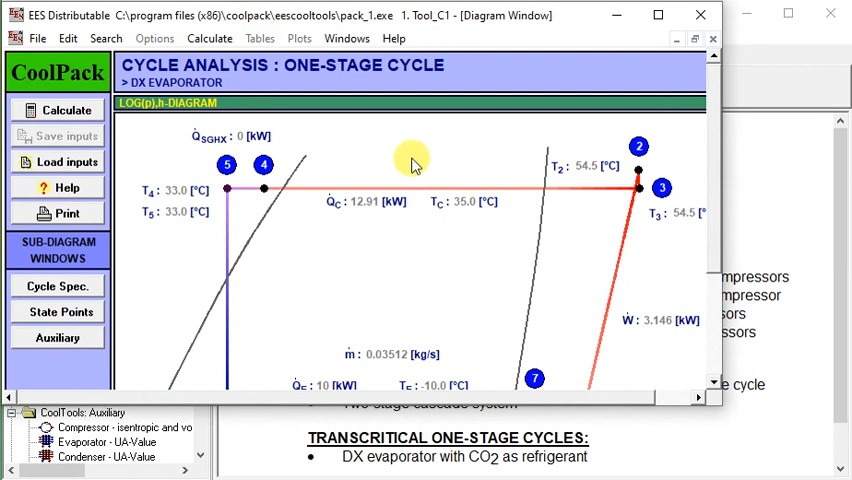 EES Distributable: C:\program files (x86)\coolpack\eescooltools\pack_1.exe 1. Tool_C1 - [Diagram Window]
File Edit Search Options Calculate Tables Plots Windows Help
CoolPack
CYCLE ANALYSIS : ONE-STAGE CYCLE
> DX EVAPORATOR
LOG(p),h-DIAGRAM
Calculate
Save inputs
Load inputs
? Help
Print
SUB-DIAGRAM
WINDOWS
Cycle Spec.
State Points
Auxiliary
Q̇SGHX : 0 [kW]
5 4
T2 : 54.5 [°C]
2
T4 : 33.0 [°C]
T5 : 33.0 [°C]
3
Q̇C : 12.91 [kW] TC : 35.0 [°C]
T3 : 54.5 [°
Ẇ : 3.146 [kW]
ṁ : 0.03512 [kg/s]
7
Q̇E : 10 [kW] TE : -10.0 [°C]
mpressors
mpressor
sors
ssors
te cycle
Two stage cascade system
CoolTools: Auxiliary
Compressor - isentropic and vo
Evaporator - UA-Value
Condenser - UA-Value
TRANSCRITICAL ONE-STAGE CYCLES:
• DX evaporator with CO2 as refrigerant